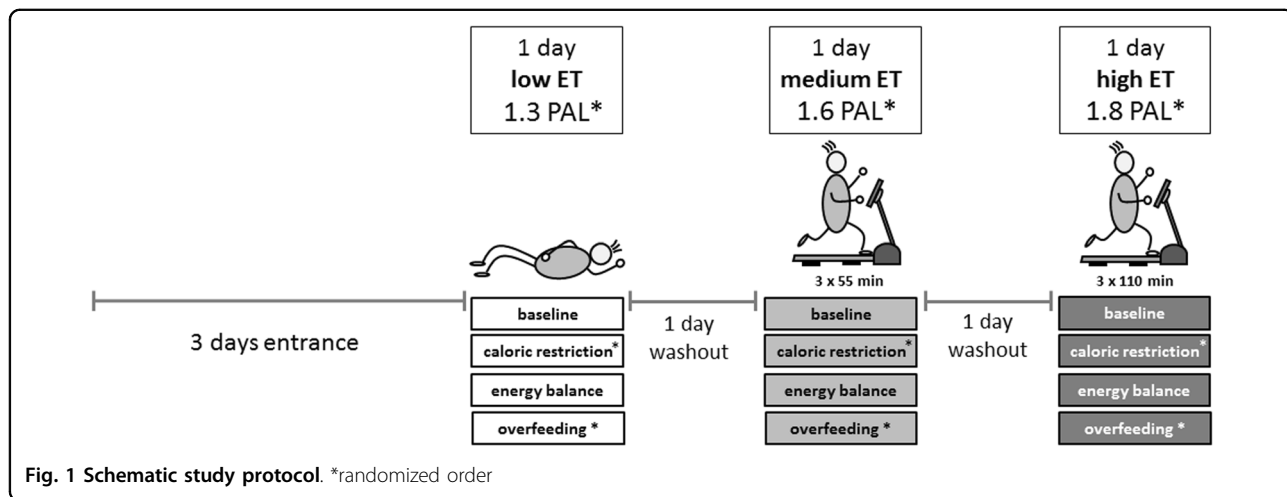 1 day
low ET
1.3 PAL*
1 day
medium ET
1.6 PAL*
1 day
high ET
1.8 PAL*
3 x 55 min
3 x 110 min
3 days entrance
baseline
caloric restriction*
energy balance
overfeeding *
1 day
washout
baseline
caloric restriction*
energy balance
overfeeding *
1 day
washout
baseline
caloric restriction*
energy balance
overfeeding *
Fig. 1 Schematic study protocol. *randomized order